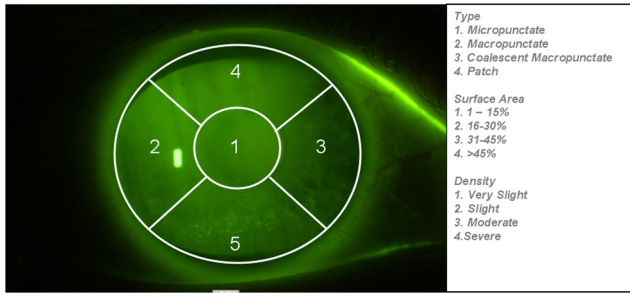 4
2
1
3
5
Type
1. Micropunctate
2. Macropunctate
3. Coalescent Macropunctate
4. Patch
Surface Area
1. 1 – 15%
2. 16-30%
3. 31-45%
4. >45%
Density
1. Very Slight
2. Slight
3. Moderate
4.Severe